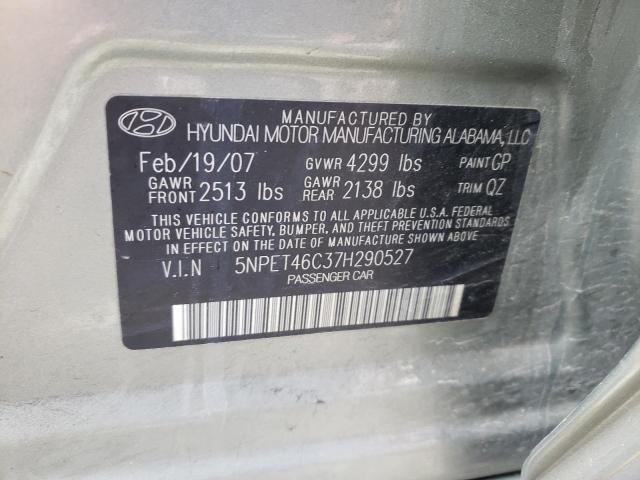 MANUFACTURED BY
HYUNDAI MOTOR MANUFACTURING ALABAMA, LLC
Feb/19/07 GVWR 4299 lbs PAINT GP
GAWR FRONT 2513 lbs GAWR REAR 2138 lbs TRIM QZ
THIS VEHICLE CONFORMS TO ALL APPLICABLE U.S.A. FEDERAL
MOTOR VEHICLE SAFETY, BUMPER, AND THEFT PREVENTION STANDARDS
IN EFFECT ON THE DATE OF MANUFACTURE SHOWN ABOVE.
V.I.N 5NPET46C37H290527
PASSENGER CAR